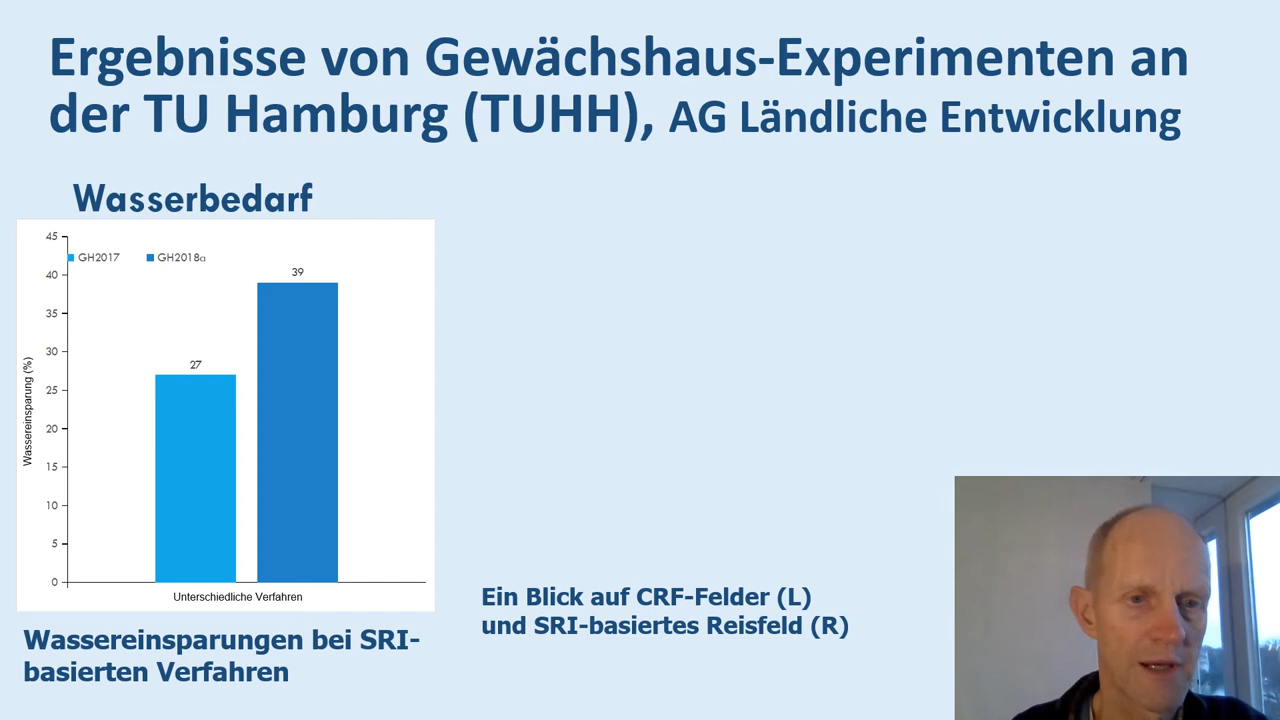 Ergebnisse von Gewächshaus-Experimenten an
der TU Hamburg (TUHH), AG Ländliche Entwicklung
Wasserbedarf
45
GH2017 GH2018a
40
39
35
30
27
25
20
15
10
5
0
Wassereinsparung (%)
Unterschiedliche Verfahren
Wassereinsparungen bei SRI-
basierten Verfahren
Ein Blick auf CRF-Felder (L)
und SRI-basiertes Reisfeld (R)